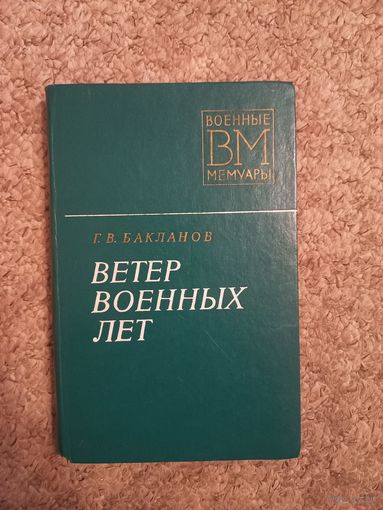 ВОЕННЫЕ
ВМ
МЕМУАРЫ
Г. В. БАКЛАНОВ
ВЕТЕР
ВОЕННЫХ
ЛЕТ